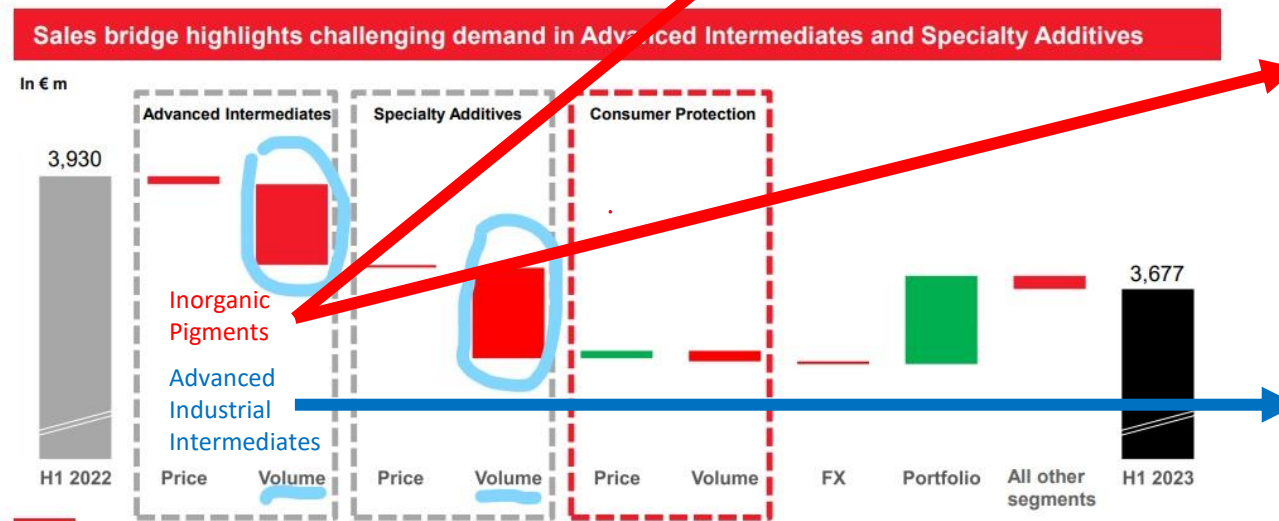 Sales bridge highlights challenging demand in Advanced Intermediates and Specialty Additives
In € m
Advanced Intermediates
Specialty Additives
Consumer Protection
3,930
3,677
Inorganic
Pigments
Advanced
Industrial
Intermediates
H1 2022
Price
Volume
Price
Volume
Price
Volume
FX
Portfolio
All other
segments
H1 2023